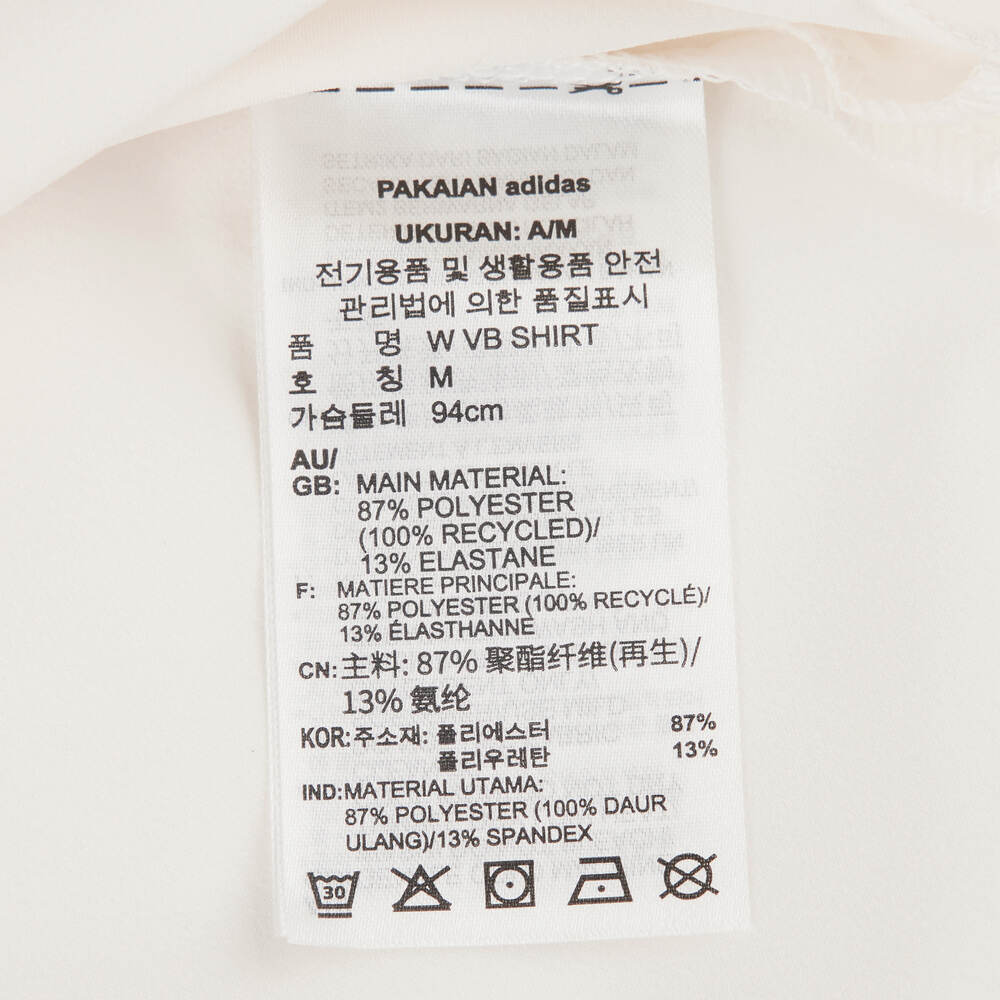 PAKAIAN adidas
UKURAN: A/M
전기용품 및 생활용품 안전
관리법에 의한 품질표시
품 명 W VB SHIRT
호 칭 M
가슴둘레 94cm
AU/
GB: MAIN MATERIAL:
87% POLYESTER
(100% RECYCLED)/
13% ELASTANE
F: MATIERE PRINCIPALE:
87% POLYESTER (100% RECYCLÉ)/
13% ÉLASTHANNE
CN: 主料: 87% 聚酯纤维(再生)/
13% 氨纶
KOR: 주소재: 폴리에스터 87%
폴리우레탄 13%
IND: MATERIAL UTAMA:
87% POLYESTER (100% DAUR
ULANG)/13% SPANDEX
30